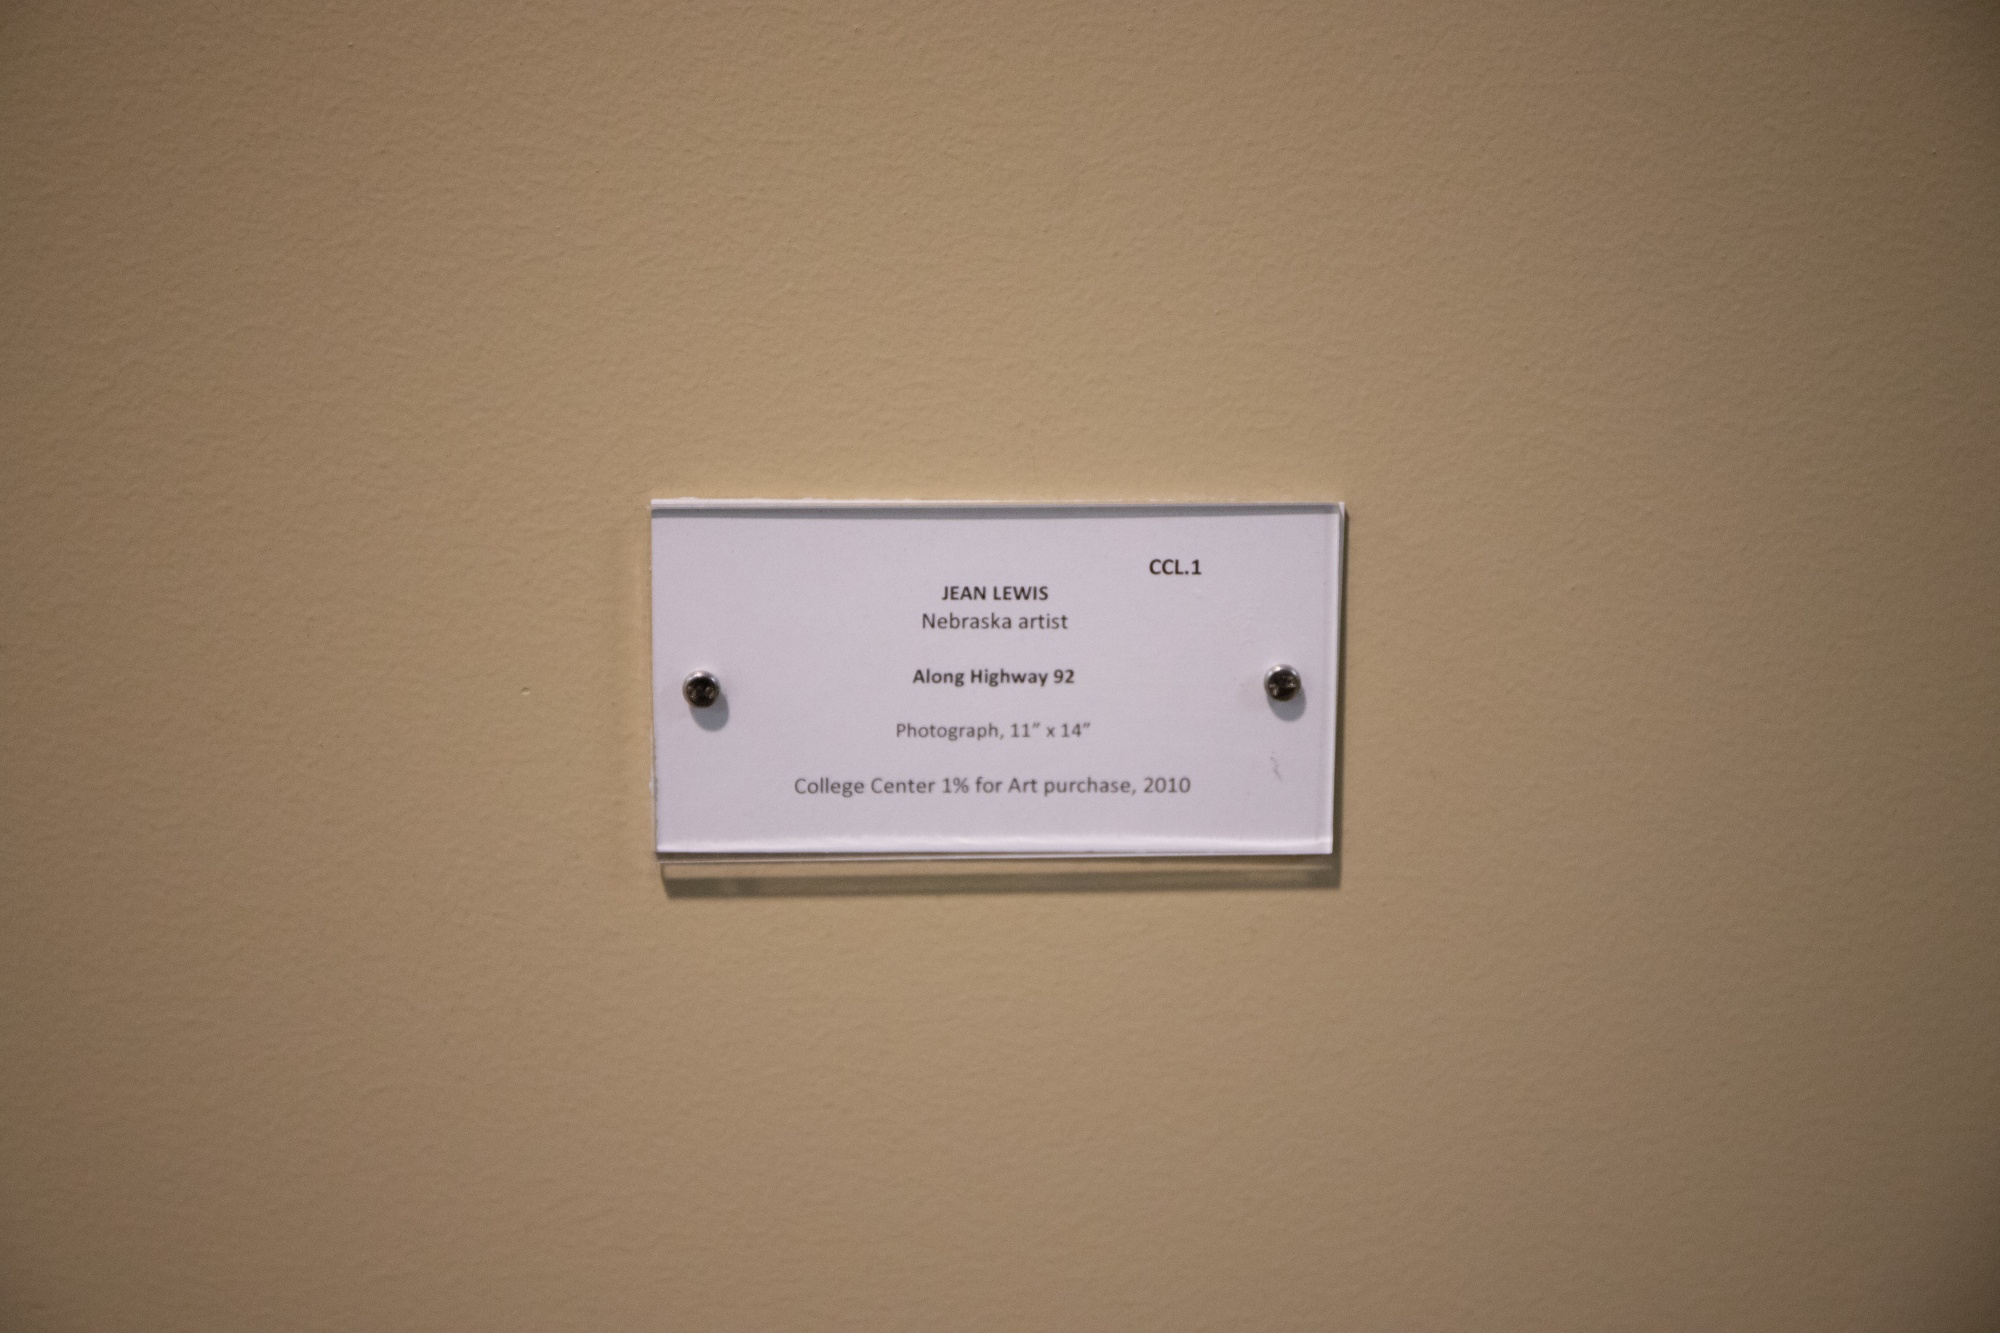 CCL.1
JEAN LEWIS
Nebraska artist
Along Highway 92
Photograph, 11” x 14”
College Center 1% for Art purchase, 2010